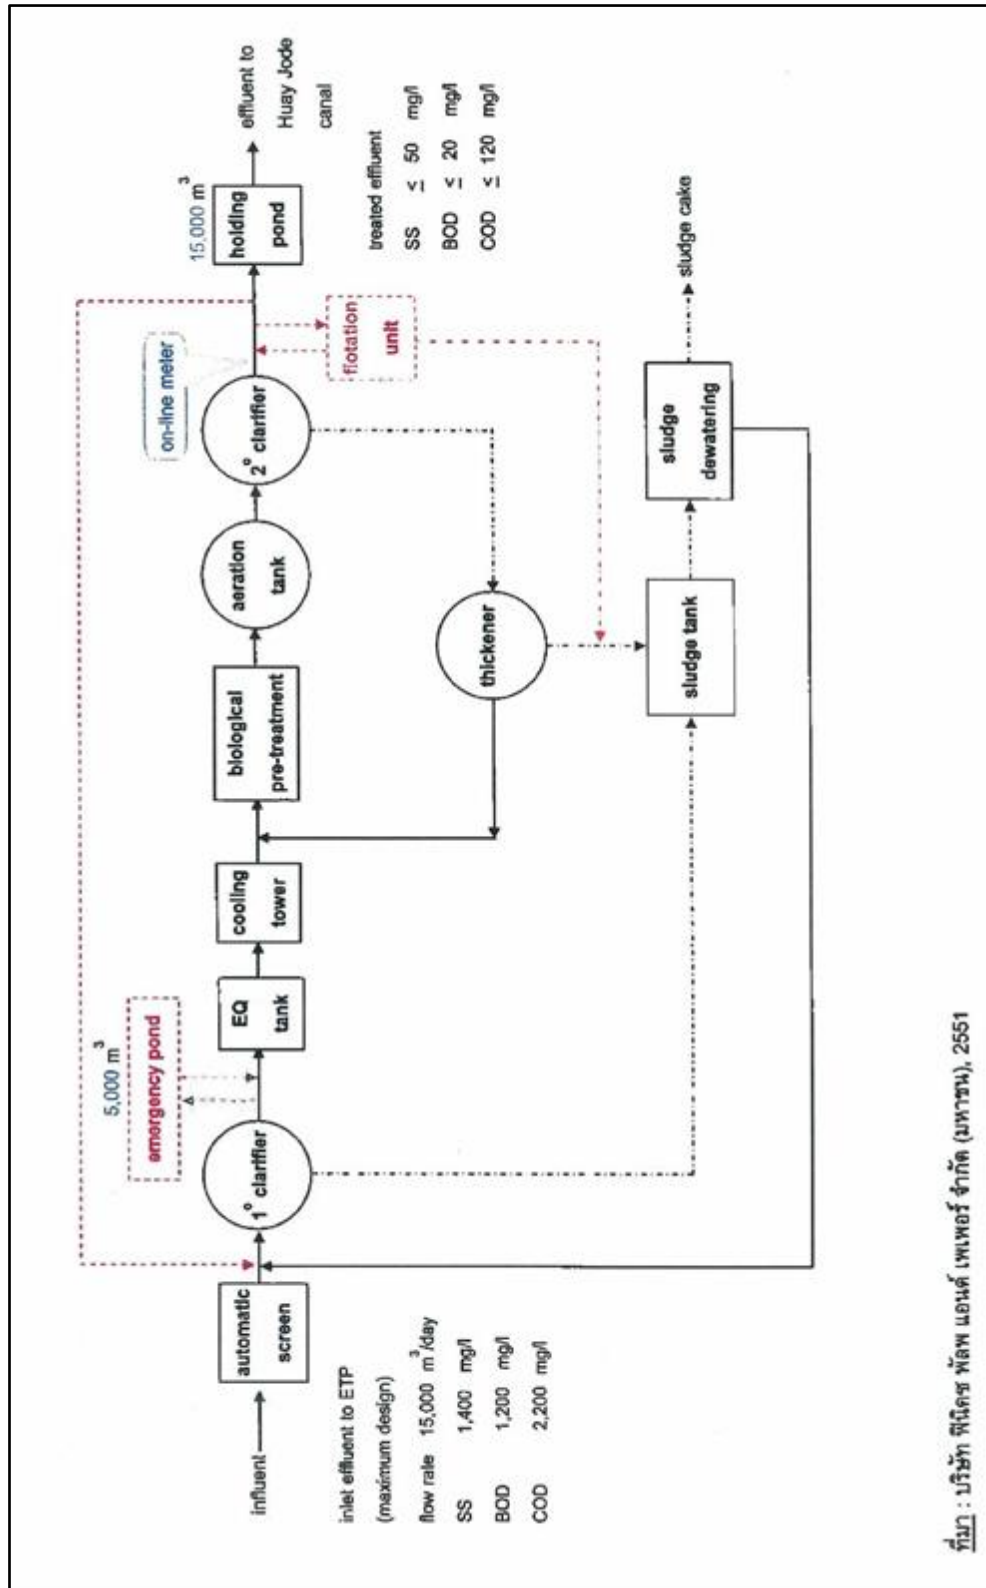 influent
automatic
screen
1° clarifier
5,000 m³
emergency pond
EQ
tank
cooling
tower
biological
pre-treatment
aeration
tank
2° clarifier
on-line meter
15,000 m³
holding
pond
effluent to
Huay Jode
canal
flotation
unit
thickener
sludge tank
sludge
dewatering
sludge cake
inlet effluent to ETP
(maximum design)
flow rate 15,000 m³/day
SS 1,400 mg/l
BOD 1,200 mg/l
COD 2,200 mg/l
treated effluent
SS ≤ 50 mg/l
BOD ≤ 20 mg/l
COD ≤ 120 mg/l
ที่มา : บริษัท ฟินิคซ พัลพ แอนด์ เพเพอร์ จำกัด (มหาชน), 2551